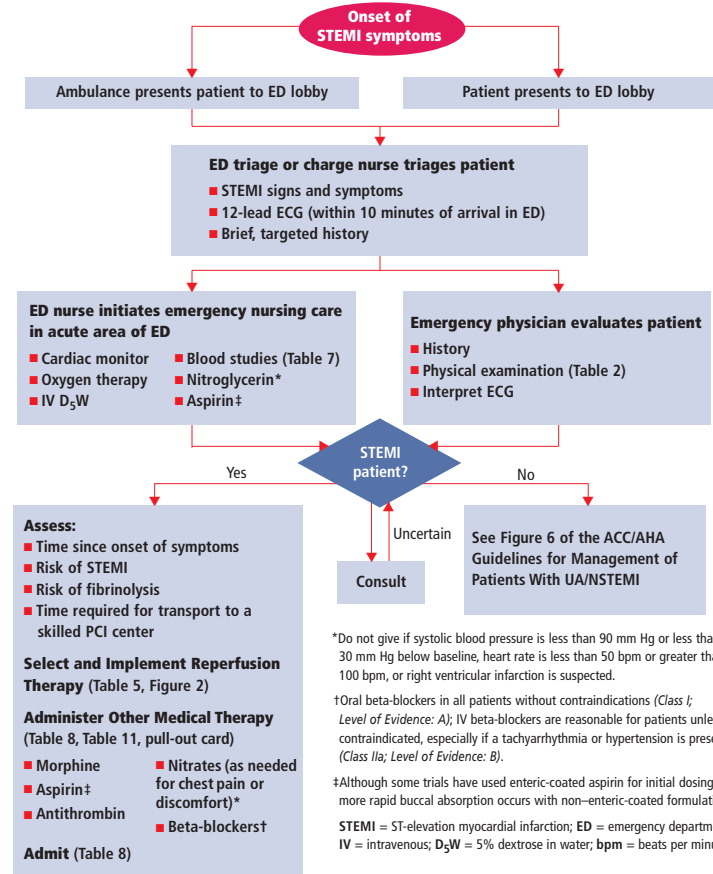 Onset of
STEMI symptoms
Ambulance presents patient to ED lobby
Patient presents to ED lobby
ED triage or charge nurse triages patient
■ STEMI signs and symptoms
■ 12-lead ECG (within 10 minutes of arrival in ED)
■ Brief, targeted history
ED nurse initiates emergency nursing care
in acute area of ED
■ Cardiac monitor
■ Oxygen therapy
■ IV D₅W
■ Blood studies (Table 7)
■ Nitroglycerin*
■ Aspirin‡
Emergency physician evaluates patient
■ History
■ Physical examination (Table 2)
■ Interpret ECG
STEMI
patient?
Yes
No
Uncertain
Consult
Assess:
■ Time since onset of symptoms
■ Risk of STEMI
■ Risk of fibrinolysis
■ Time required for transport to a
skilled PCI center
Select and Implement Reperfusion
Therapy (Table 5, Figure 2)
Administer Other Medical Therapy
(Table 8, Table 11, pull-out card)
■ Morphine
■ Aspirin‡
■ Antithrombin
■ Nitrates (as needed
for chest pain or
discomfort)*
■ Beta-blockers†
Admit (Table 8)
See Figure 6 of the ACC/AHA
Guidelines for Management of
Patients With UA/NSTEMI
*Do not give if systolic blood pressure is less than 90 mm Hg or less tha
30 mm Hg below baseline, heart rate is less than 50 bpm or greater tha
100 bpm, or right ventricular infarction is suspected.
†Oral beta-blockers in all patients without contraindications (Class I;
Level of Evidence: A); IV beta-blockers are reasonable for patients unle
contraindicated, especially if a tachyarrhythmia or hypertension is prese
(Class IIa; Level of Evidence: B).
‡Although some trials have used enteric-coated aspirin for initial dosing
more rapid buccal absorption occurs with non–enteric-coated formulati
STEMI = ST-elevation myocardial infarction; ED = emergency departm
IV = intravenous; D₅W = 5% dextrose in water; bpm = beats per minu